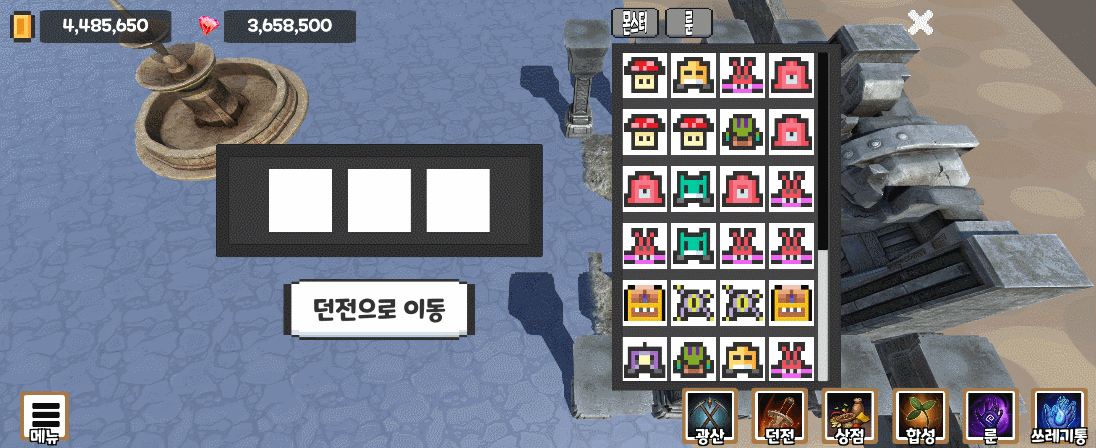 4,485,650
3,658,500
몬스터
룬
던전으로 이동
메뉴
광산
던전
상점
합성
룬
쓰레기통